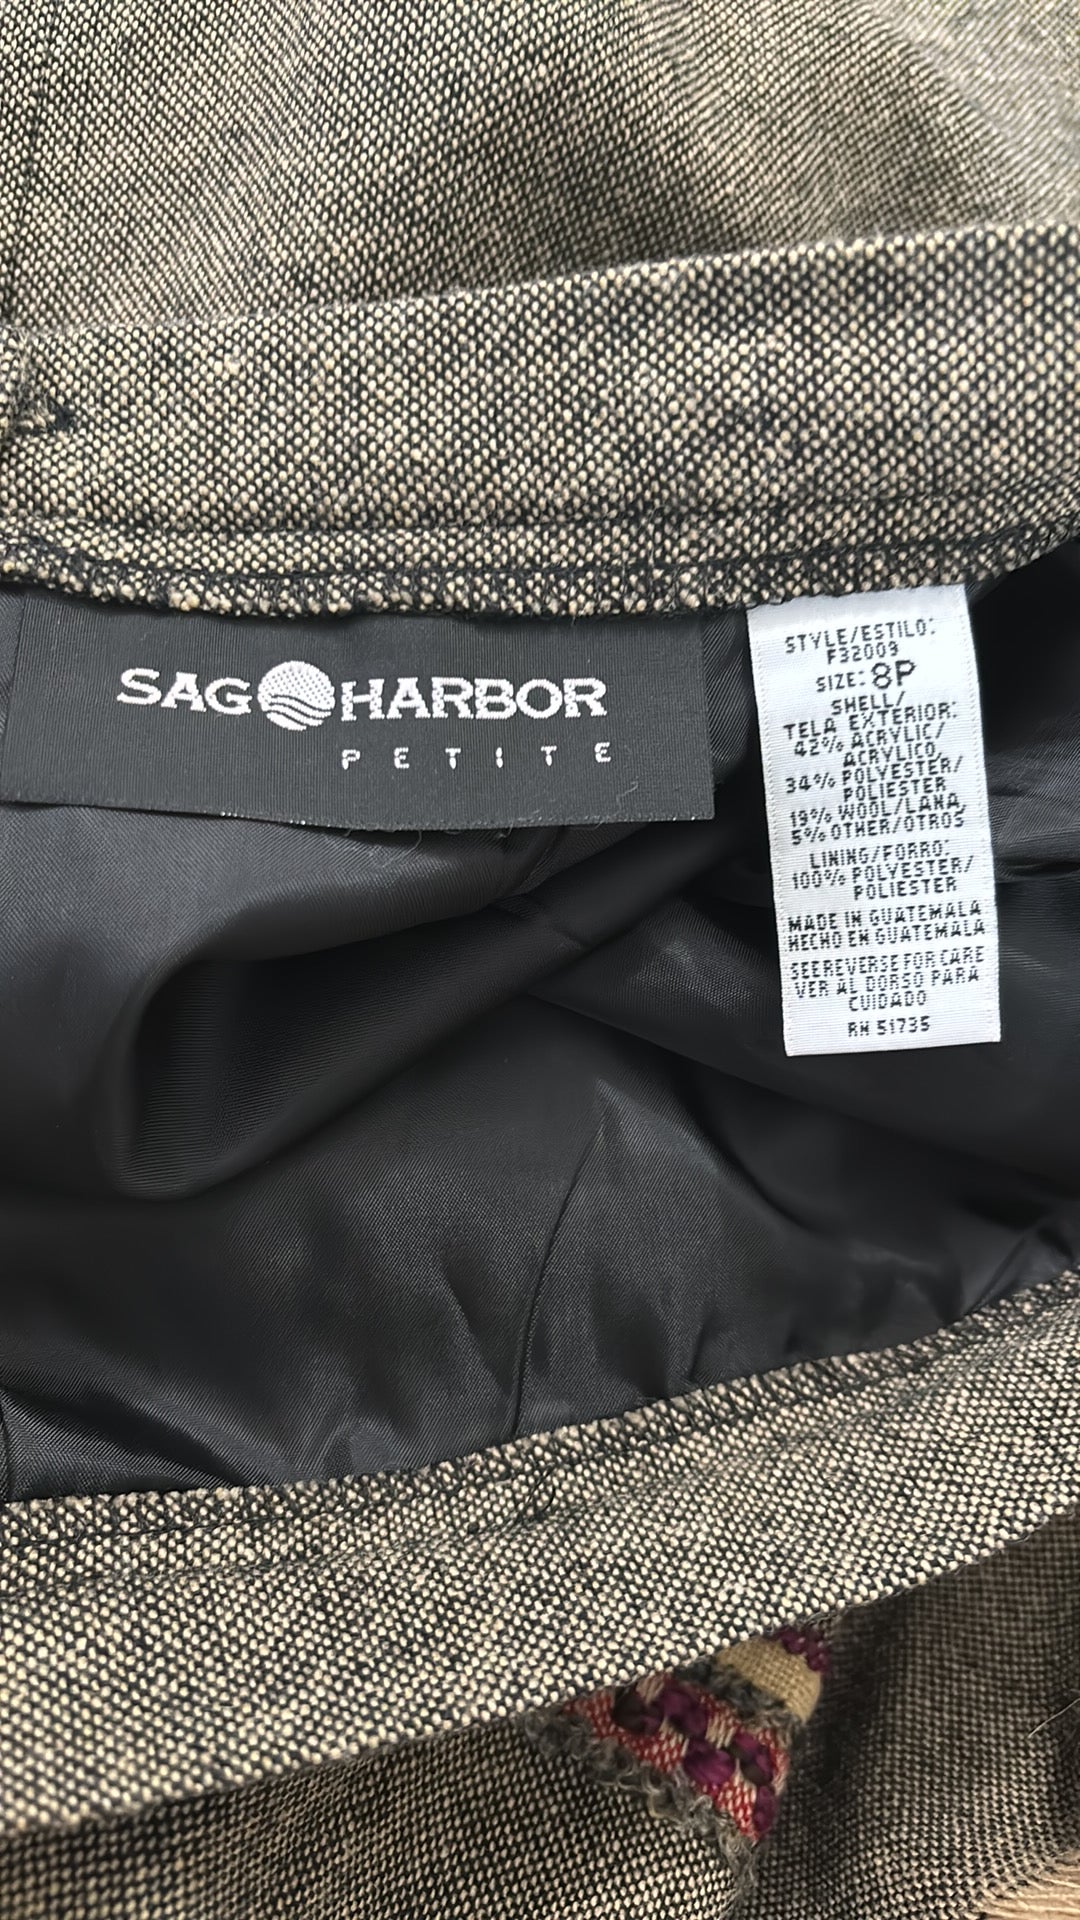 SAG HARBOR
PETITE
STYLE/ESTILO:
F32009
SIZE: 8P
SHELL/
TELA EXTERIOR:
42% ACRYLIC/
ACRYLICO,
34% POLYESTER/
POLIESTER
19% WOOL/LANA,
5% OTHER/OTROS
LINING/FORRO:
100% POLYESTER/
POLIESTER
MADE IN GUATEMALA
HECHO EN GUATEMALA
SEE REVERSE FOR CARE
VER AL DORSO PARA
CUIDADO
RN 51735